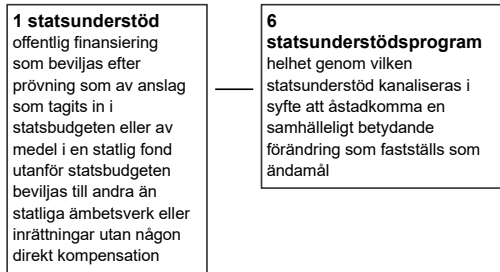 1 statsunderstöd
offentlig finansiering
som beviljas efter
prövning som av anslag
som tagits in i
statsbudgeten eller av
medel i en statlig fond
utanför statsbudgeten
beviljas till andra än
statliga ämbetsverk eller
inrättningar utan någon
direkt kompensation
6
statsunderstödsprogram
helhet genom vilken
statsunderstöd kanaliseras i
syfte att åstadkomma en
samhälleligt betydande
förändring som fastställs som
ändamål